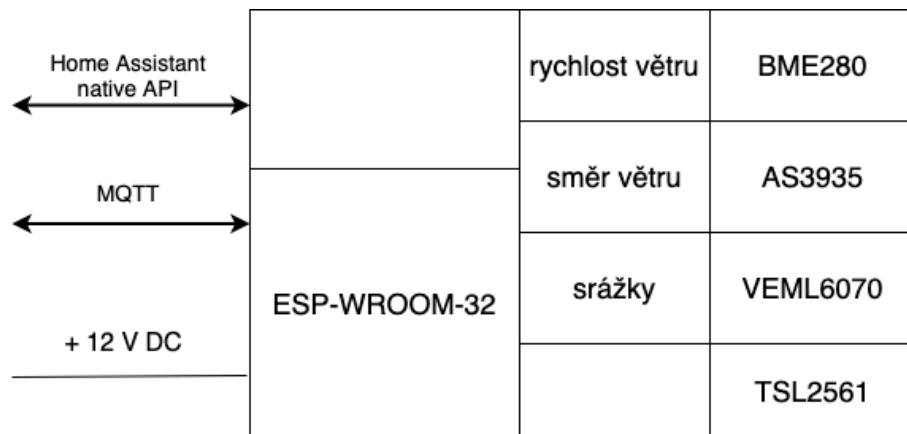 Home Assistant
native API
MQTT
+ 12 V DC
ESP-WROOM-32
rychlost větru
BME280
směr větru
AS3935
srážky
VEML6070
TSL2561